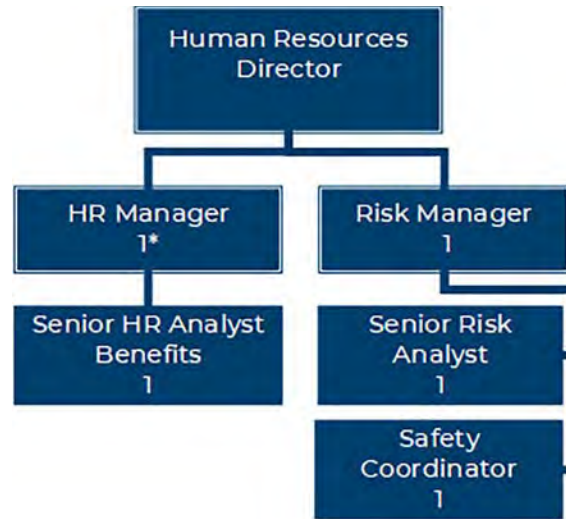 Human Resources
Director
HR Manager
1*
Risk Manager
1
Senior HR Analyst
Benefits
1
Senior Risk
Analyst
1
Safety
Coordinator
1